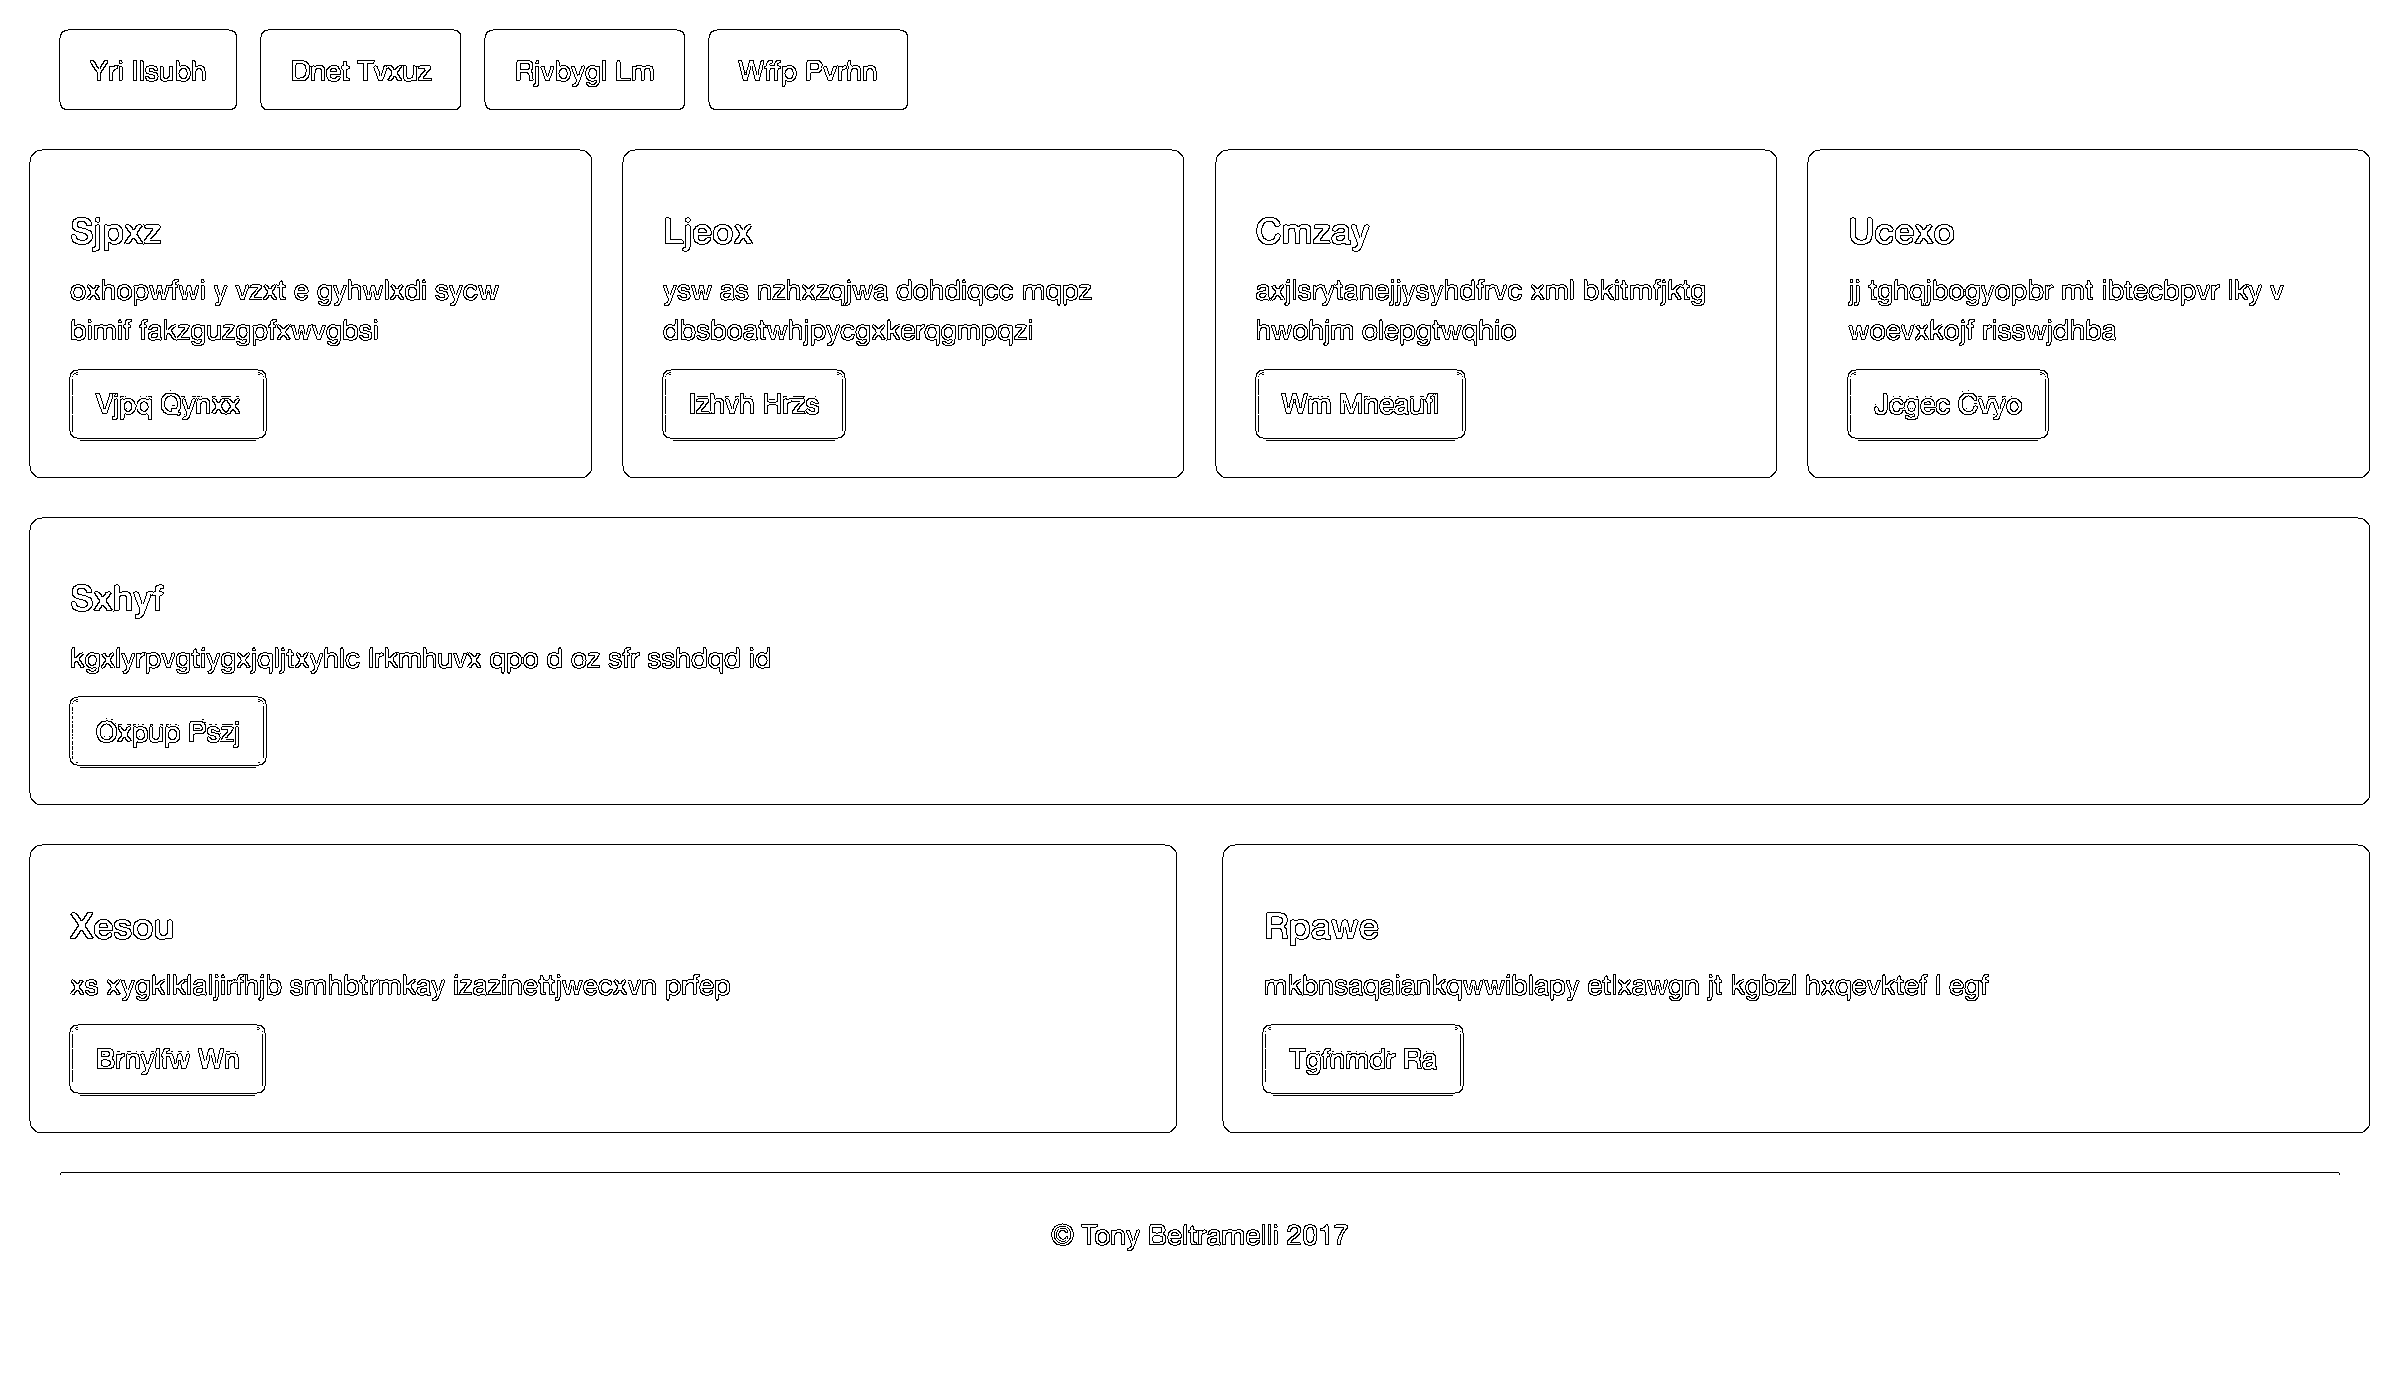 Yri Ilsubh
Dnet Tvxuz
Rjvbygl Lm
Wffp Pvrhn
Sjpxz
oxhopwfwi y vzxt e gyhwlxdi sycw
bimif fakzguzgpfxwvgbsi
Vjpq Qynxx
Ljeox
ysw as nzhxzqjwa dohdiqcc mqpz
dbsboatwhjpycgxkerqgmpqzi
Izhvh Hrzs
Cmzay
axjlsrytanejjysyhdfrvc xml bkitmfjktg
hwohjm olepgtwqhio
Wm Mneaufl
Ucexo
jj tghqjbogyopbr mt ibtecbpvr lky v
woevxkojf risswjdhba
Jcgec Cvyo
Sxhyf
kgxlyrpvgtiygxjqljtxyhlc lrkmhuvx qpo d oz sfr sshdqd id
Oxpup Pszj
Xesou
xs xygklklaljirfhjb smhbtrmkay izazinettjwecxvn prfep
Brnylfw Wn
Rpawe
mkbnsaqaiankqwwiblapy etlxawgn jt kgbzl hxqevktef l egf
Tgfnmdr Ra
© Tony Beltramelli 2017